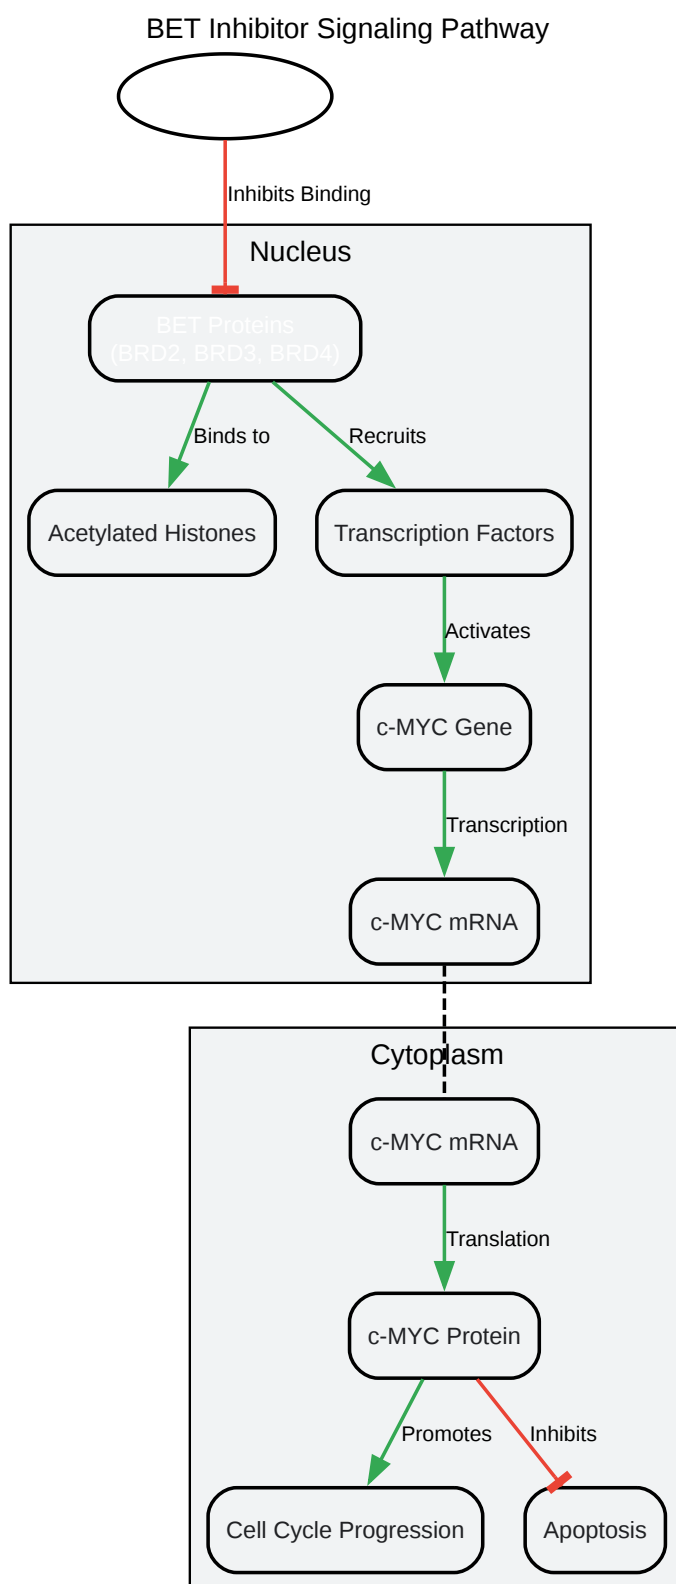 BET Inhibitor Signaling Pathway
Inhibits Binding
Nucleus
BET Proteins
(BRD2, BRD3, BRD4)
Binds to
Recruits
Acetylated Histones
Transcription Factors
Activates
c-MYC Gene
Transcription
c-MYC mRNA
Cytoplasm
c-MYC mRNA
Translation
c-MYC Protein
Promotes
Inhibits
Cell Cycle Progression
Apoptosis